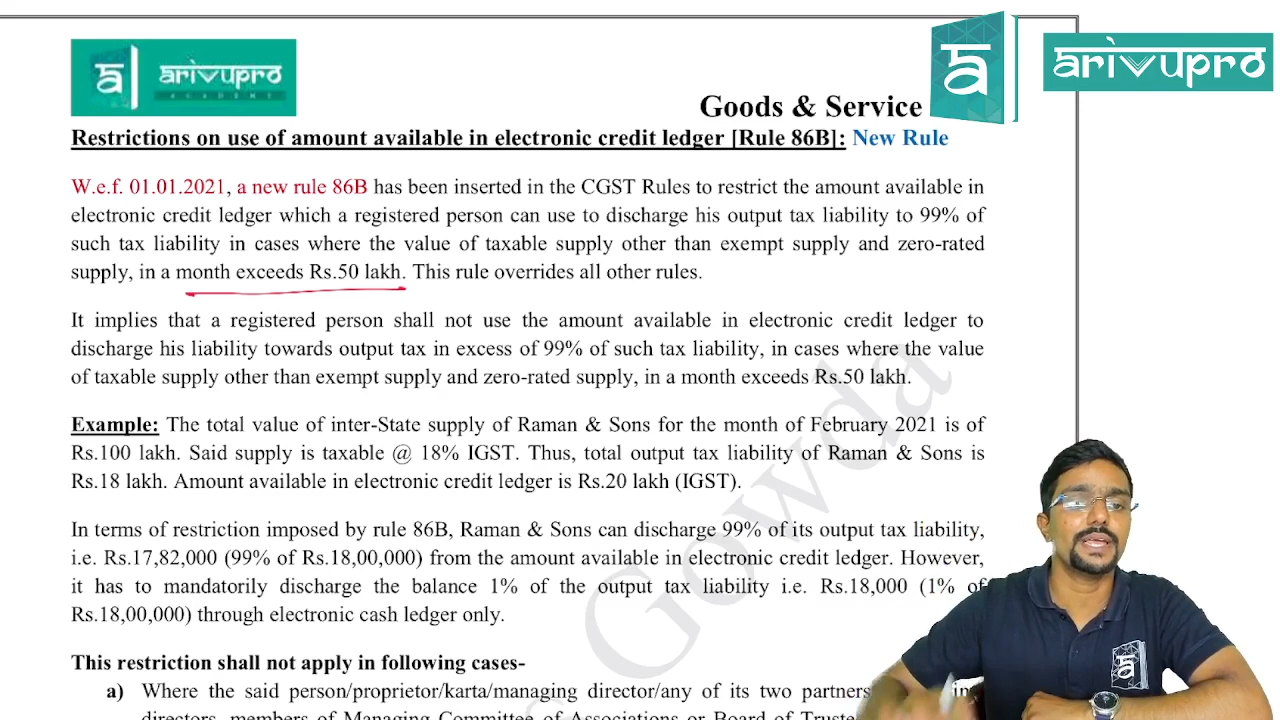 arivupro
ACADEMY
arivupro
Goods & Service
Restrictions on use of amount available in electronic credit ledger [Rule 86B]: New Rule
W.e.f. 01.01.2021, a new rule 86B has been inserted in the CGST Rules to restrict the amount available in
electronic credit ledger which a registered person can use to discharge his output tax liability to 99% of
such tax liability in cases where the value of taxable supply other than exempt supply and zero-rated
supply, in a month exceeds Rs.50 lakh. This rule overrides all other rules.
It implies that a registered person shall not use the amount available in electronic credit ledger to
discharge his liability towards output tax in excess of 99% of such tax liability, in cases where the value
of taxable supply other than exempt supply and zero-rated supply, in a month exceeds Rs.50 lakh.
Example: The total value of inter-State supply of Raman & Sons for the month of February 2021 is of
Rs.100 lakh. Said supply is taxable @ 18% IGST. Thus, total output tax liability of Raman & Sons is
Rs.18 lakh. Amount available in electronic credit ledger is Rs.20 lakh (IGST).
In terms of restriction imposed by rule 86B, Raman & Sons can discharge 99% of its output tax liability,
i.e. Rs.17,82,000 (99% of Rs.18,00,000) from the amount available in electronic credit ledger. However,
it has to mandatorily discharge the balance 1% of the output tax liability i.e. Rs.18,000 (1% of
Rs.18,00,000) through electronic cash ledger only.
This restriction shall not apply in following cases-
a) Where the said person/proprietor/karta/managing director/any of its two partners
directors, members of Managing Committee of Associations or Board of
Gowda